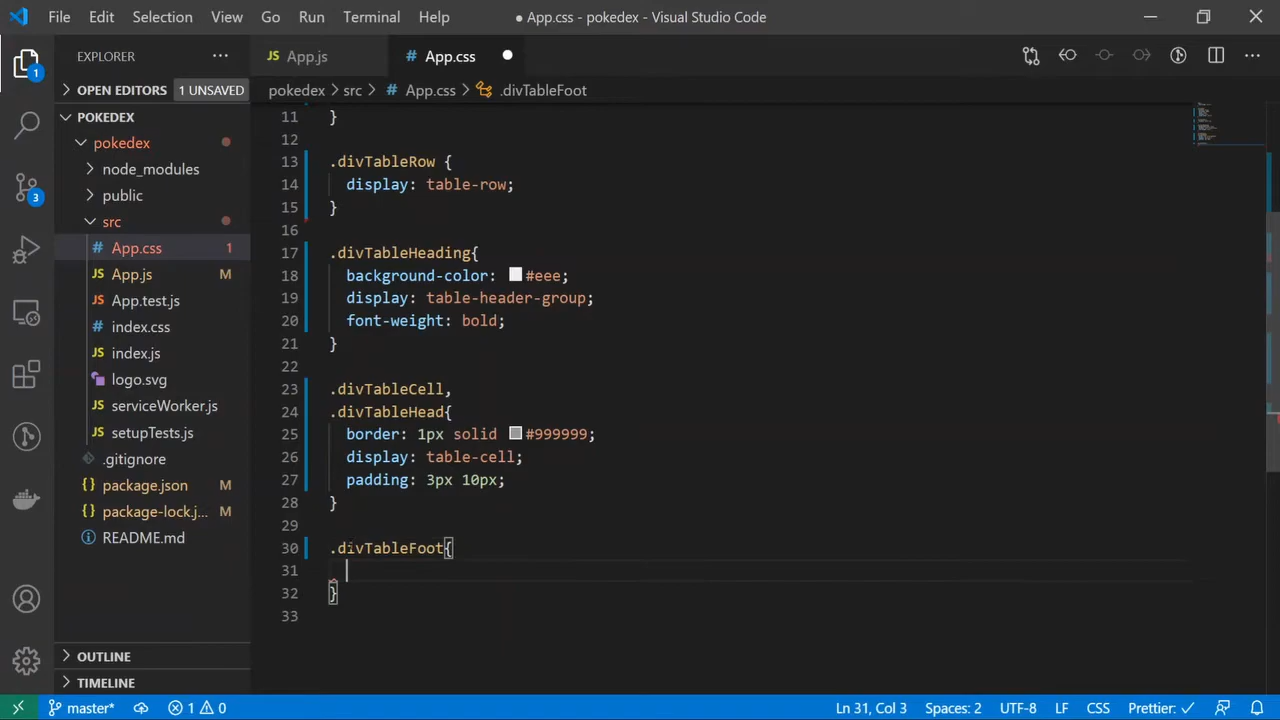 File Edit Selection View Go Run Terminal Help
● App.css - pokedex - Visual Studio Code
EXPLORER
JS App.js
# App.css
OPEN EDITORS 1 UNSAVED
pokedex > src > # App.css > .divTableFoot
POKEDEX
pokedex
node_modules
public
src
# App.css 1
JS App.js M
JS App.test.js
# index.css
JS index.js
logo.svg
JS serviceWorker.js
JS setupTests.js
.gitignore
{} package.json M
{} package-lock.j... M
README.md
OUTLINE
TIMELINE
1
3
11 }
12
13 .divTableRow {
14 display: table-row;
15 }
16
17 .divTableHeading{
18 background-color: #eee;
19 display: table-header-group;
20 font-weight: bold;
21 }
22
23 .divTableCell,
24 .divTableHead{
25 border: 1px solid #999999;
26 display: table-cell;
27 padding: 3px 10px;
28 }
29
30 .divTableFoot{
31
32 }
33
master* 1 0 Ln 31, Col 3 Spaces: 2 UTF-8 LF CSS Prettier: ✓